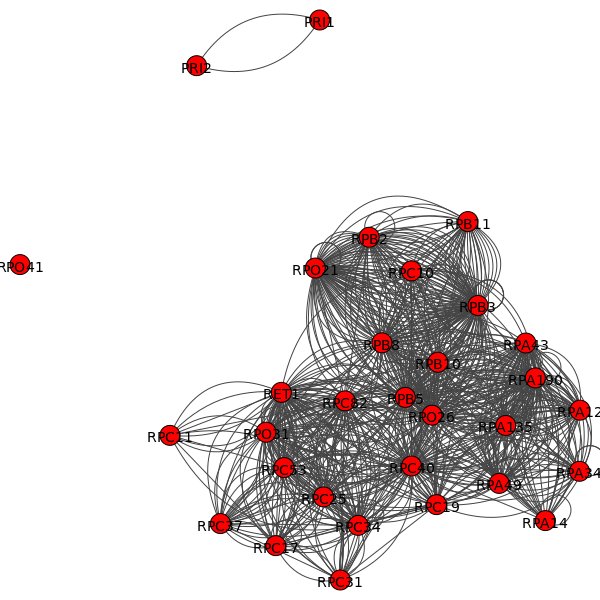 PRI1
PRI2
RPB11
RPB2
RPO41
RPO21
RPC10
RPB3
RPB8
RPA43
RPB10
RPA190
RET1
RPC82
RPB5
RPA12
RPO26
RPA135
RPC11
RPO31
RPC53
RPC40
RPA34
RPA49
RPC25
RPC19
RPC37
RPC34
RPA14
RPC17
RPC31